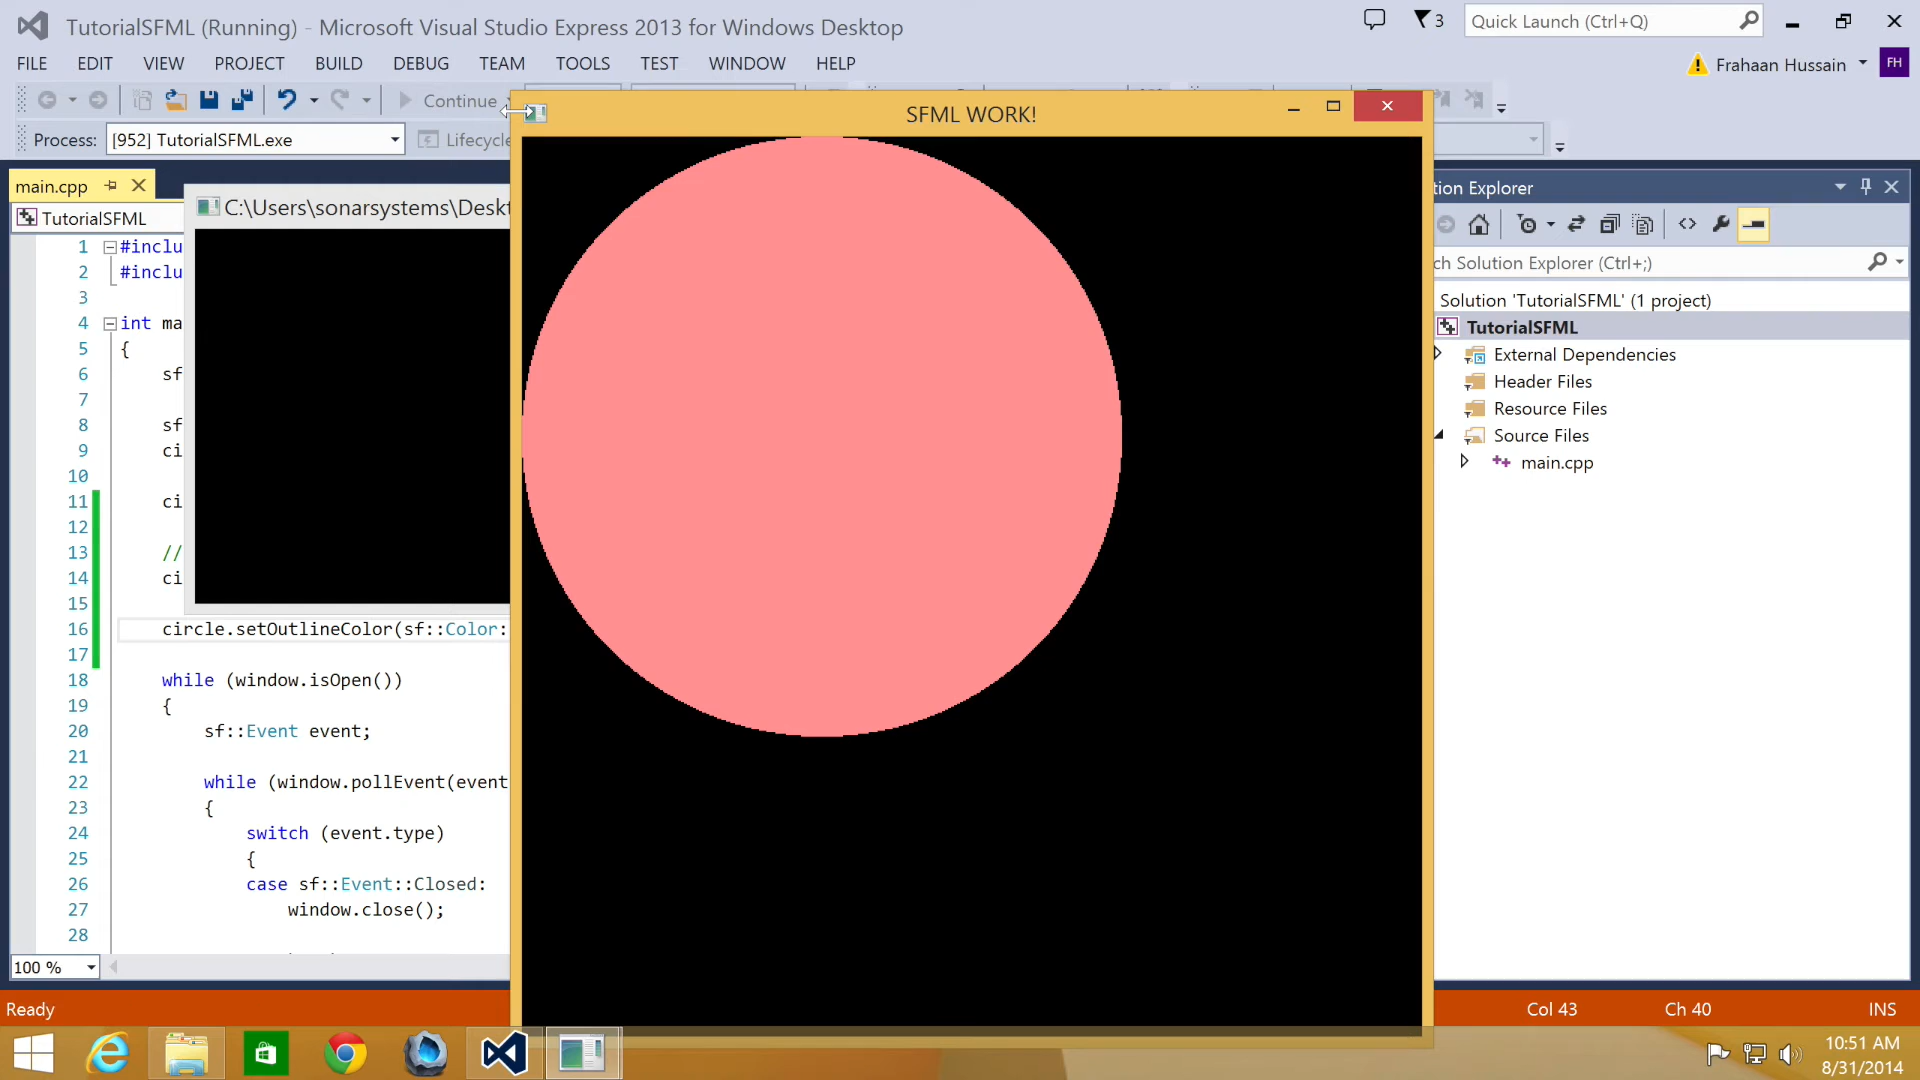 TutorialSFML (Running) - Microsoft Visual Studio Express 2013 for Windows Desktop
3
Quick Launch (Ctrl+Q)
FILE EDIT VIEW PROJECT BUILD DEBUG TEAM TOOLS TEST WINDOW HELP
Frahaan Hussain
FH
Continue
Process: [952] TutorialSFML.exe
Lifecycle
SFML WORK!
main.cpp
C:\Users\sonarsystems\Deskt
TutorialSFML
1 #inclu
2 #inclu
3
4 int ma
5 {
6 sf
7
8 sf
9 ci
10
11 ci
12
13 //
14 ci
15
16 circle.setOutlineColor(sf::Color:
17
18 while (window.isOpen())
19 {
20 sf::Event event;
21
22 while (window.pollEvent(event
23 {
24 switch (event.type)
25 {
26 case sf::Event::Closed:
27 window.close();
28
100 %
tion Explorer
ch Solution Explorer (Ctrl+;)
Solution 'TutorialSFML' (1 project)
TutorialSFML
External Dependencies
Header Files
Resource Files
Source Files
main.cpp
Ready
Col 43
Ch 40
INS
10:51 AM
8/31/2014